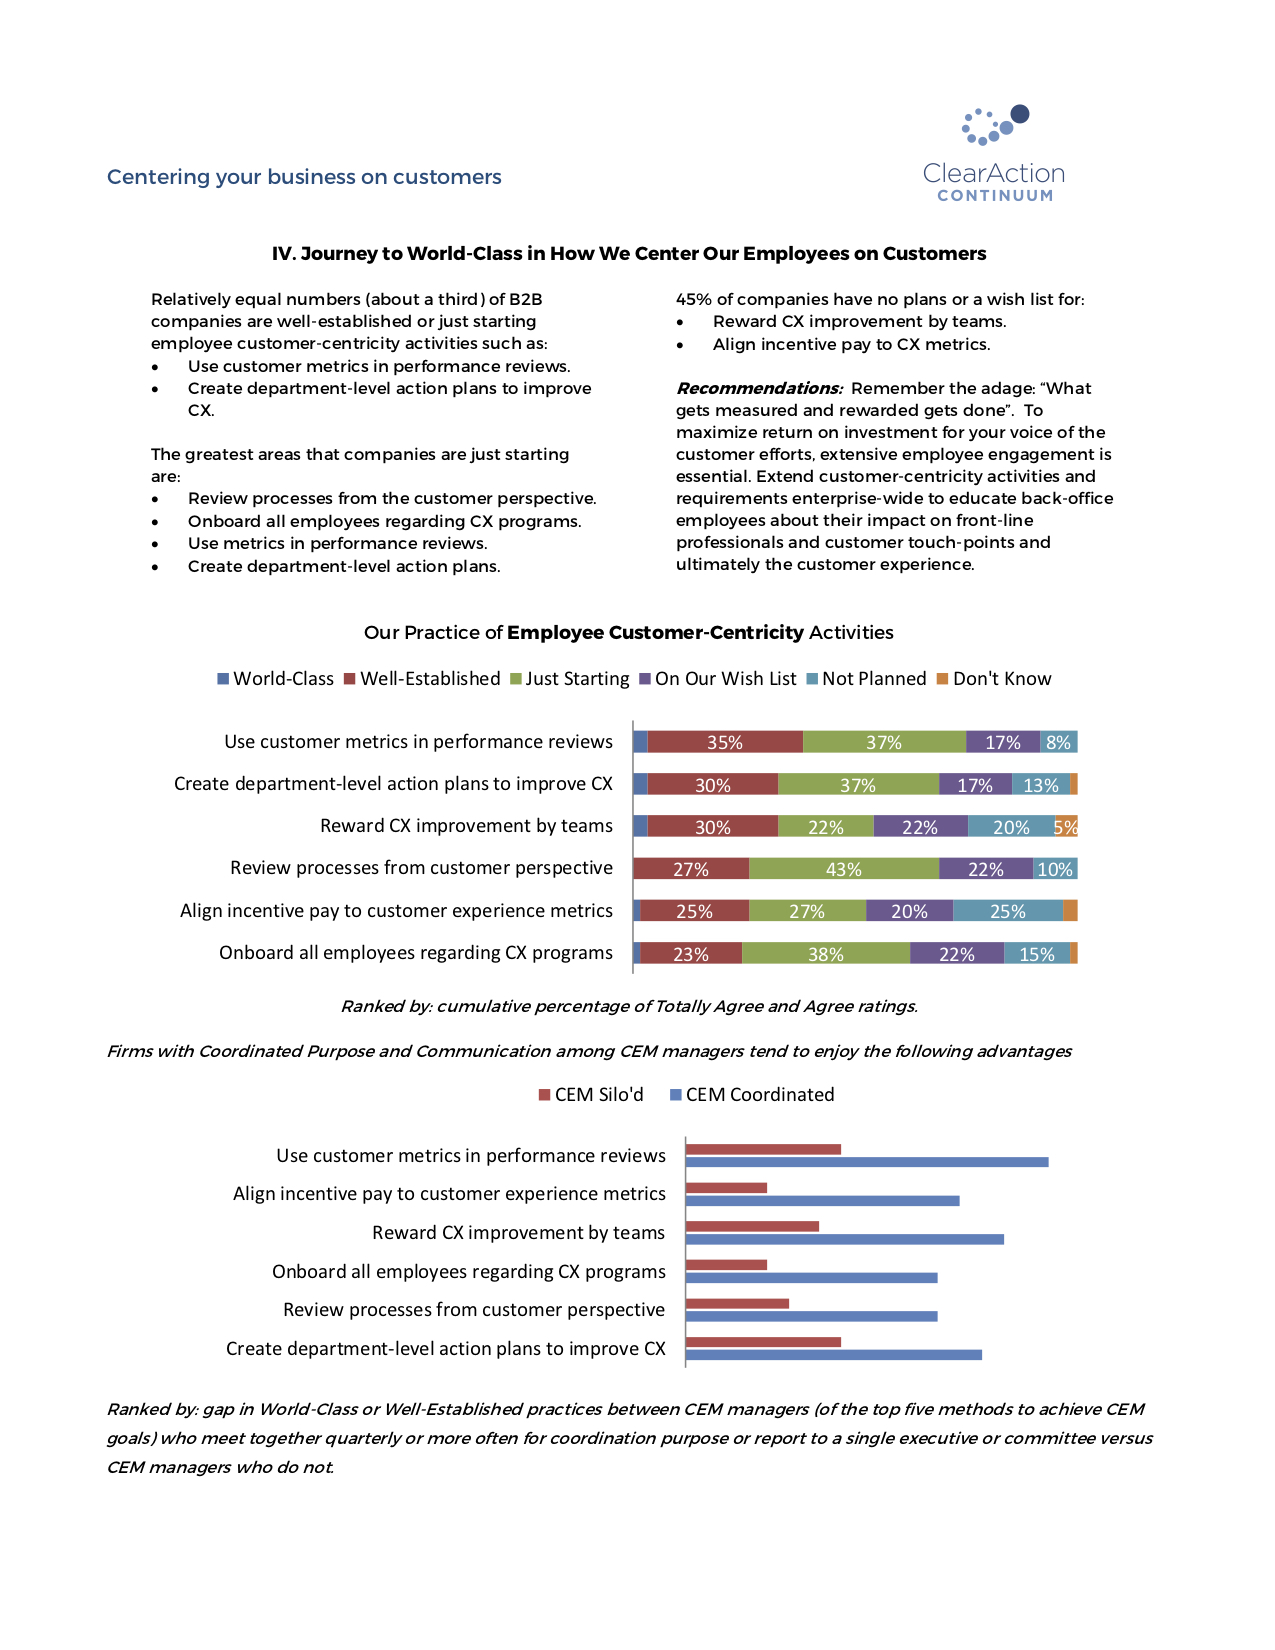 ClearAction
CONTINUUM
Centering your business on customers
IV. Journey to World-Class in How We Center Our Employees on Customers
Relatively equal numbers (about a third) of B2B
companies are well-established or just starting
employee customer-centricity activities such as:
• Use customer metrics in performance reviews.
• Create department-level action plans to improve
CX.
The greatest areas that companies are just starting
are:
• Review processes from the customer perspective.
• Onboard all employees regarding CX programs.
• Use metrics in performance reviews.
• Create department-level action plans.
45% of companies have no plans or a wish list for:
• Reward CX improvement by teams.
• Align incentive pay to CX metrics.
Recommendations: Remember the adage: “What
gets measured and rewarded gets done”. To
maximize return on investment for your voice of the
customer efforts, extensive employee engagement is
essential. Extend customer-centricity activities and
requirements enterprise-wide to educate back-office
employees about their impact on front-line
professionals and customer touch-points and
ultimately the customer experience.
Our Practice of Employee Customer-Centricity Activities
World-Class Well-Established Just Starting On Our Wish List Not Planned Don't Know
Use customer metrics in performance reviews 35% 37% 17% 8%
Create department-level action plans to improve CX 30% 37% 17% 13%
Reward CX improvement by teams 30% 22% 22% 20% 5%
Review processes from customer perspective 27% 43% 22% 10%
Align incentive pay to customer experience metrics 25% 27% 20% 25%
Onboard all employees regarding CX programs 23% 38% 22% 15%
Ranked by: cumulative percentage of Totally Agree and Agree ratings.
Firms with Coordinated Purpose and Communication among CEM managers tend to enjoy the following advantages
CEM Silo'd CEM Coordinated
Use customer metrics in performance reviews
Align incentive pay to customer experience metrics
Reward CX improvement by teams
Onboard all employees regarding CX programs
Review processes from customer perspective
Create department-level action plans to improve CX
Ranked by: gap in World-Class or Well-Established practices between CEM managers (of the top five methods to achieve CEM
goals) who meet together quarterly or more often for coordination purpose or report to a single executive or committee versus
CEM managers who do not.